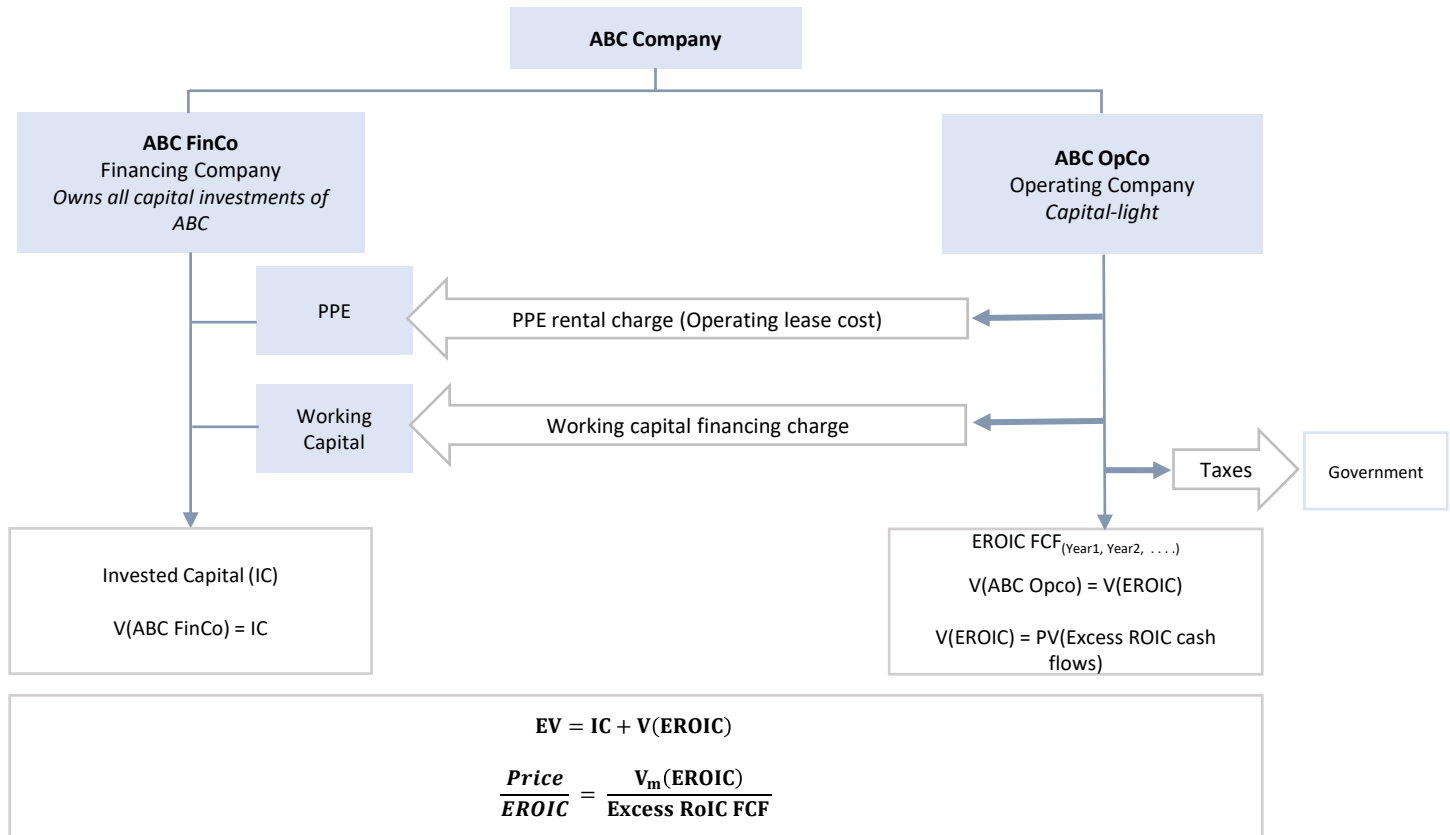 ABC Company
ABC FinCo
Financing Company
Owns all capital investments of
ABC
ABC OpCo
Operating Company
Capital-light
PPE
PPE rental charge (Operating lease cost)
Working
Capital
Working capital financing charge
Taxes
Government
Invested Capital (IC)
V(ABC FinCo) = IC
EROIC FCF(Year1, Year2, ....)
V(ABC Opco) = V(EROIC)
V(EROIC) = PV(Excess ROIC cash
flows)
EV = IC + V(EROIC)
Price/EROIC = Vm(EROIC)/Excess RoIC FCF